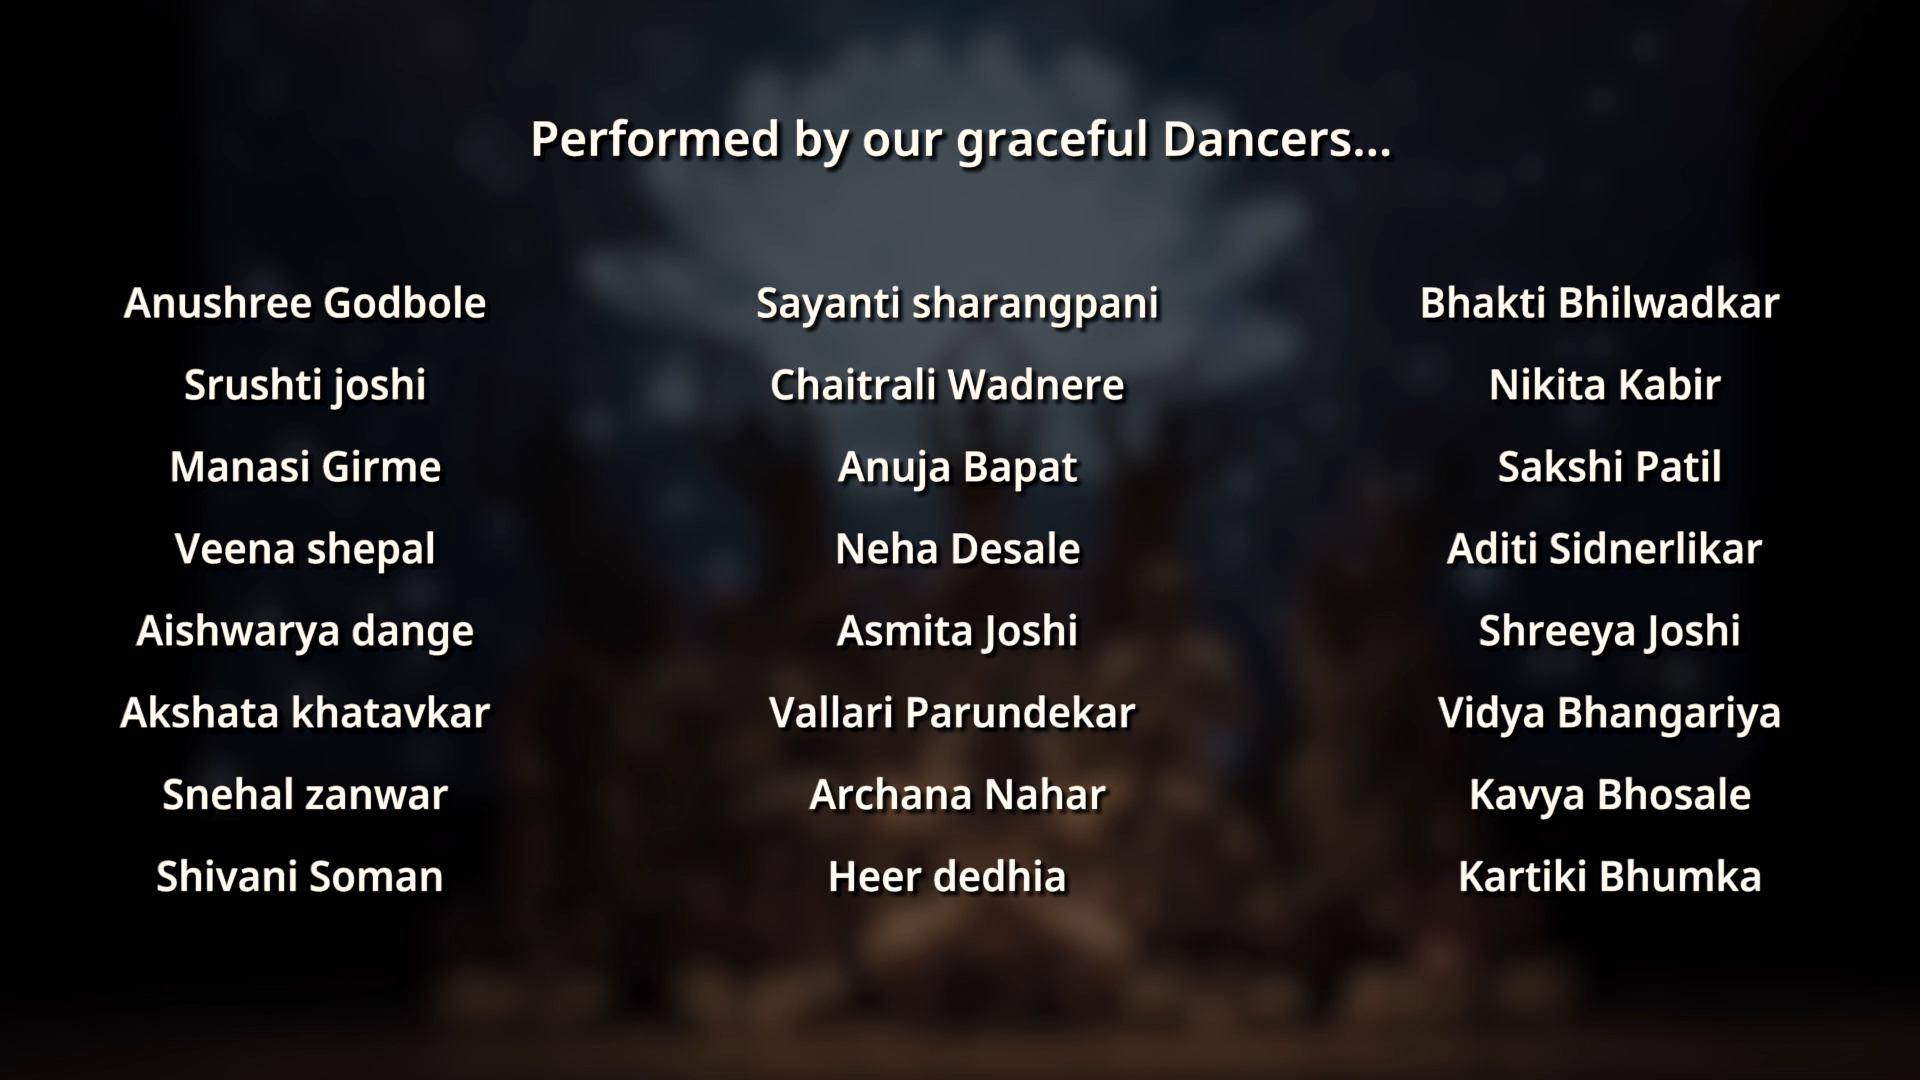 Performed by our graceful Dancers...
Anushree Godbole
Srushti joshi
Manasi Girme
Veena shepal
Aishwarya dange
Akshata khatavkar
Snehal zanwar
Shivani Soman
Sayanti sharangpani
Chaitrali Wadnere
Anuja Bapat
Neha Desale
Asmita Joshi
Vallari Parundekar
Archana Nahar
Heer dedhia
Bhakti Bhilwadkar
Nikita Kabir
Sakshi Patil
Aditi Sidnerlikar
Shreeya Joshi
Vidya Bhangariya
Kavya Bhosale
Kartiki Bhumka